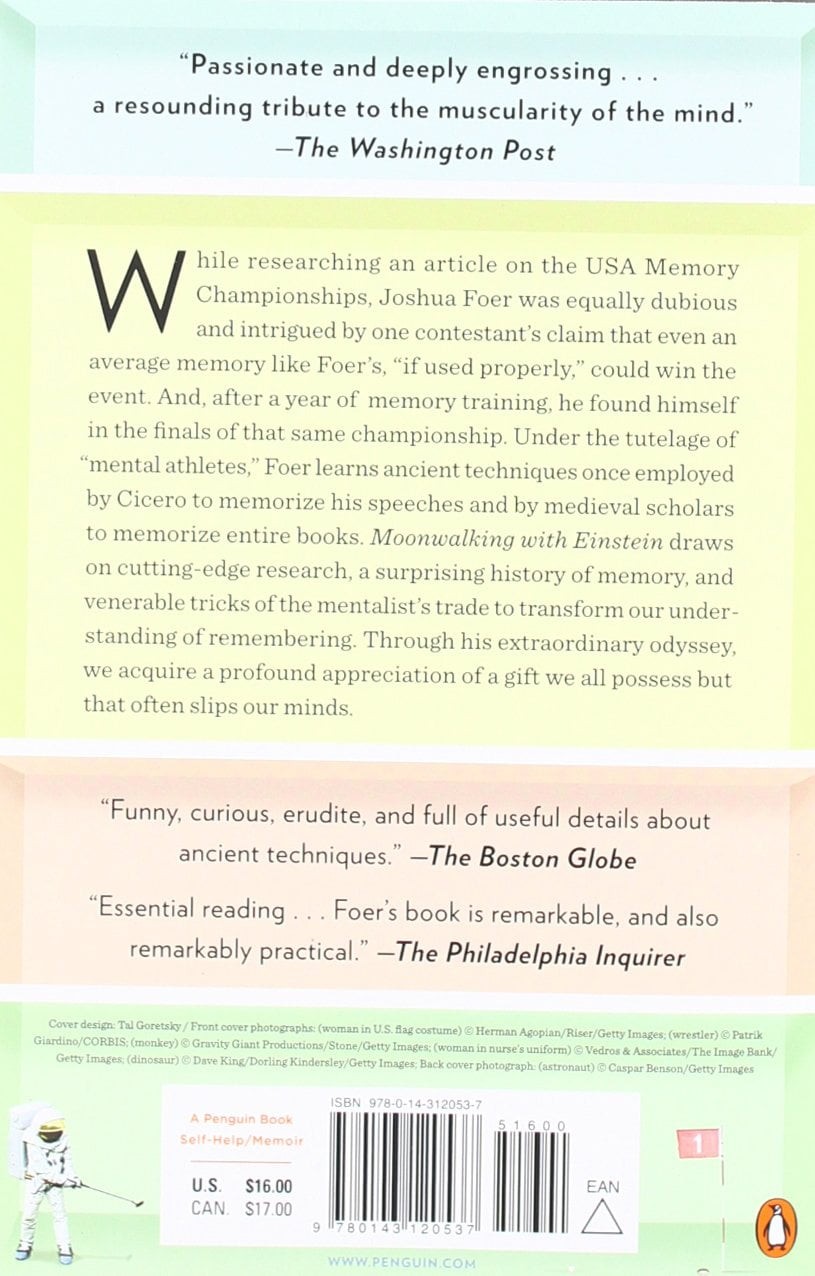 “Passionate and deeply engrossing . . .
a resounding tribute to the muscularity of the mind.”
—The Washington Post
While researching an article on the USA Memory
Championships, Joshua Foer was equally dubious
and intrigued by one contestant’s claim that even an
average memory like Foer’s, “if used properly,” could win the
event. And, after a year of memory training, he found himself
in the finals of that same championship. Under the tutelage of
“mental athletes,” Foer learns ancient techniques once employed
by Cicero to memorize his speeches and by medieval scholars
to memorize entire books. Moonwalking with Einstein draws
on cutting-edge research, a surprising history of memory, and
venerable tricks of the mentalist’s trade to transform our under-
standing of remembering. Through his extraordinary odyssey,
we acquire a profound appreciation of a gift we all possess but
that often slips our minds.
“Funny, curious, erudite, and full of useful details about
ancient techniques.” —The Boston Globe
“Essential reading . . . Foer’s book is remarkable, and also
remarkably practical.” —The Philadelphia Inquirer
Cover design: Tal Goretsky / Front cover photographs: (woman in U.S. flag costume) © Herman Agopian/Riser/Getty Images; (wrestler) © Patrik
Giardino/CORBIS; (monkey) © Gravity Giant Productions/Stone/Getty Images; (woman in nurse’s uniform) © Vedros & Associates/The Image Bank/
Getty Images; (dinosaur) © Dave King/Dorling Kindersley/Getty Images; Back cover photograph: (astronaut) © Caspar Benson/Getty Images
A Penguin Book
Self-Help/Memoir
U.S. $16.00
CAN. $17.00
ISBN 978-0-14-312053-7
51600
9 780143 120537
EAN
1
WWW.PENGUIN.COM